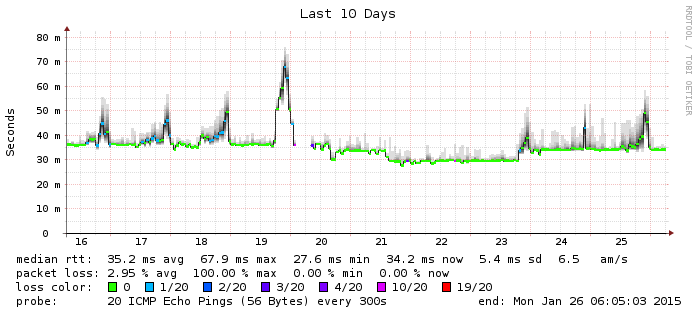 Last 10 Days
RRDTOOL / TOBI OETIKER
Seconds
80 m
70 m
60 m
50 m
40 m
30 m
20 m
10 m
0
16 17 18 19 20 21 22 23 24 25
median rtt: 35.2 ms avg 67.9 ms max 27.6 ms min 34.2 ms now 5.4 ms sd 6.5 am/s
packet loss: 2.95 % avg 100.00 % max 0.00 % min 0.00 % now
loss color: 0 1/20 2/20 3/20 4/20 10/20 19/20
probe: 20 ICMP Echo Pings (56 Bytes) every 300s end: Mon Jan 26 06:05:03 2015